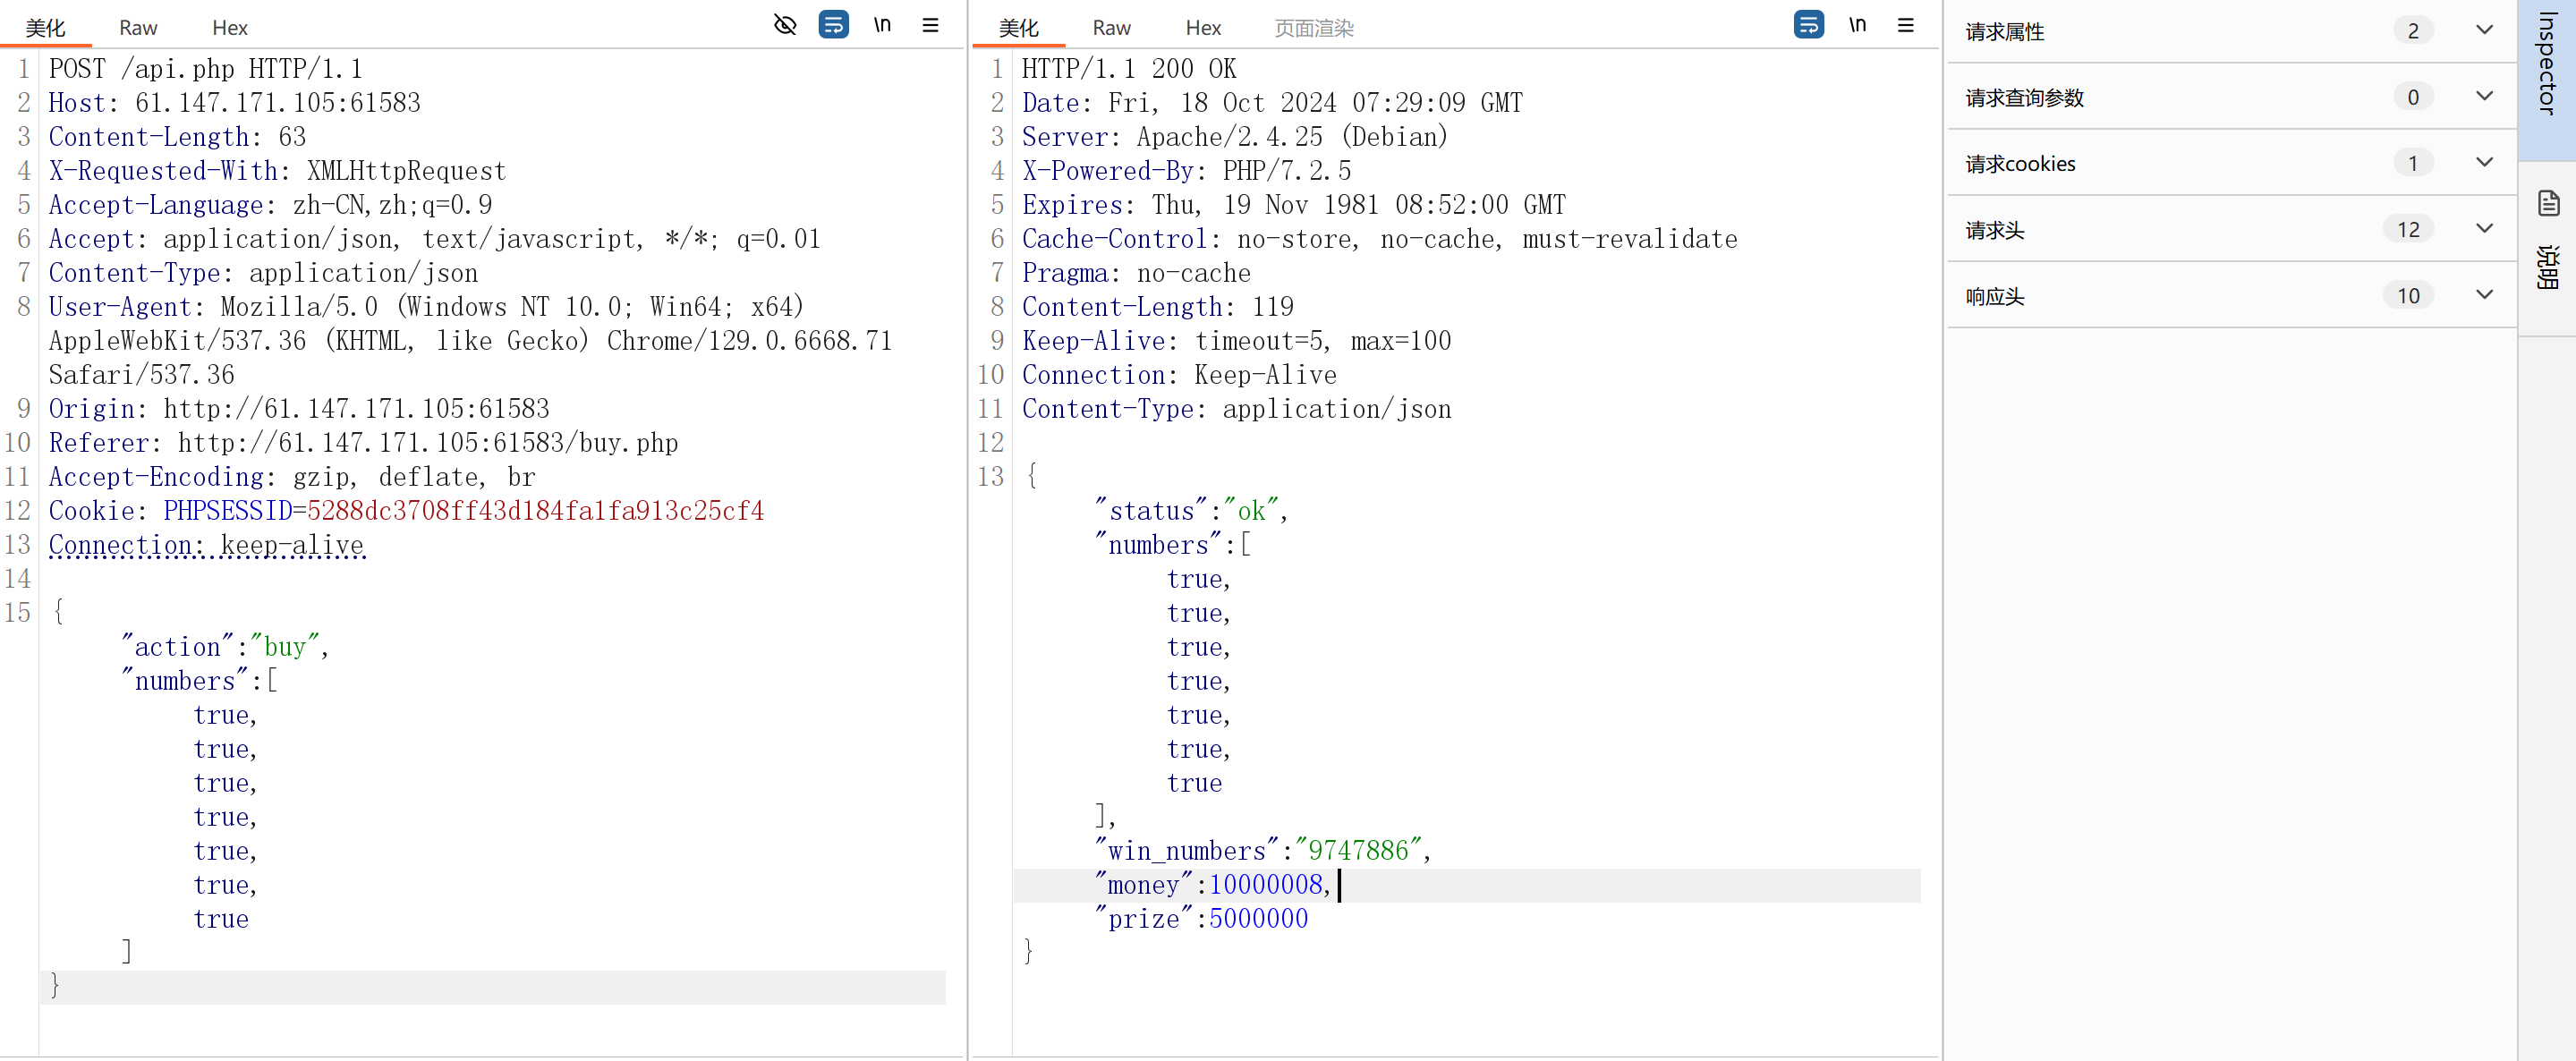 美化 Raw Hex \n
1 POST /api.php HTTP/1.1
2 Host: 61.147.171.105:61583
3 Content-Length: 63
4 X-Requested-With: XMLHttpRequest
5 Accept-Language: zh-CN,zh;q=0.9
6 Accept: application/json, text/javascript, */*; q=0.01
7 Content-Type: application/json
8 User-Agent: Mozilla/5.0 (Windows NT 10.0; Win64; x64)
AppleWebKit/537.36 (KHTML, like Gecko) Chrome/129.0.6668.71
Safari/537.36
9 Origin: http://61.147.171.105:61583
10 Referer: http://61.147.171.105:61583/buy.php
11 Accept-Encoding: gzip, deflate, br
12 Cookie: PHPSESSID=5288dc3708ff43d184fa1fa913c25cf4
13 Connection: keep-alive
14
15 {
"action":"buy",
"numbers":[
true,
true,
true,
true,
true,
true,
true
]
}
美化 Raw Hex 页面渲染 \n
1 HTTP/1.1 200 OK
2 Date: Fri, 18 Oct 2024 07:29:09 GMT
3 Server: Apache/2.4.25 (Debian)
4 X-Powered-By: PHP/7.2.5
5 Expires: Thu, 19 Nov 1981 08:52:00 GMT
6 Cache-Control: no-store, no-cache, must-revalidate
7 Pragma: no-cache
8 Content-Length: 119
9 Keep-Alive: timeout=5, max=100
10 Connection: Keep-Alive
11 Content-Type: application/json
12
13 {
"status":"ok",
"numbers":[
true,
true,
true,
true,
true,
true,
true
],
"win_numbers":"9747886",
"money":10000008,
"prize":5000000
}
请求属性 2
请求查询参数 0
请求cookies 1
请求头 12
响应头 10
Inspector
说明